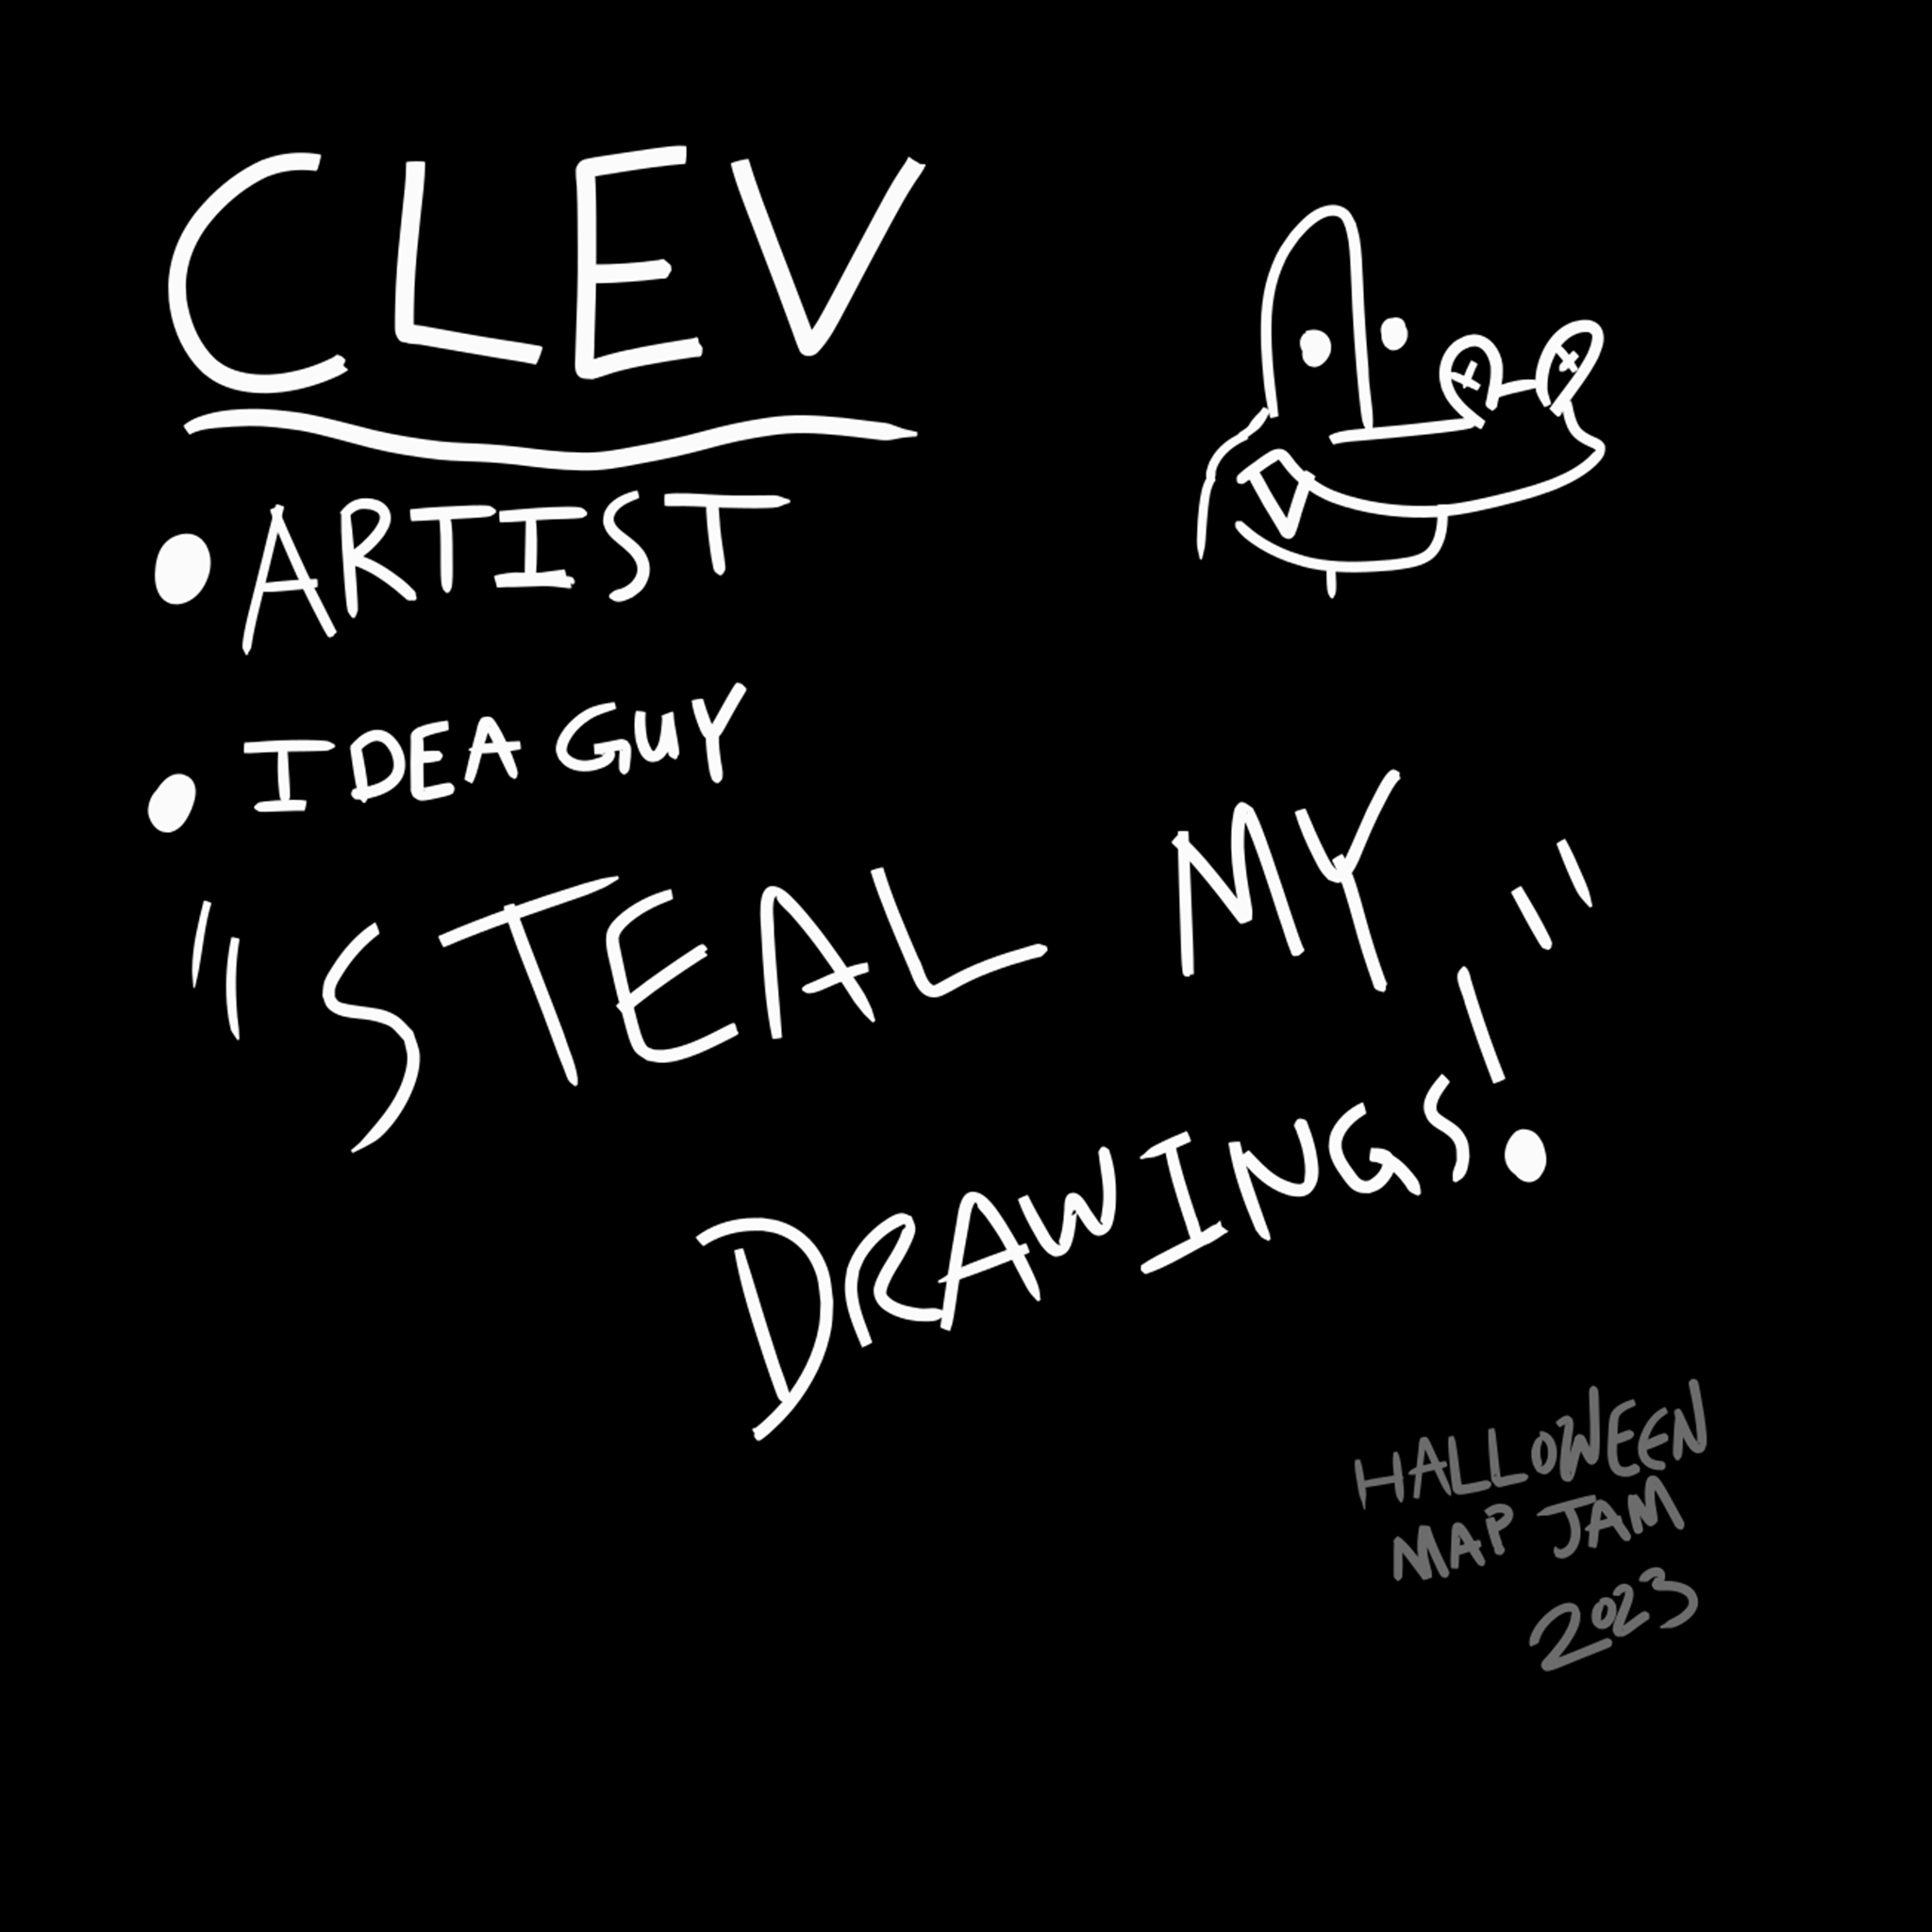 CLEV
• ARTIST
• IDEA GUY
"STEAL MY
DRAWINGS!"
HALLOWEEN
MAP JAM
2023